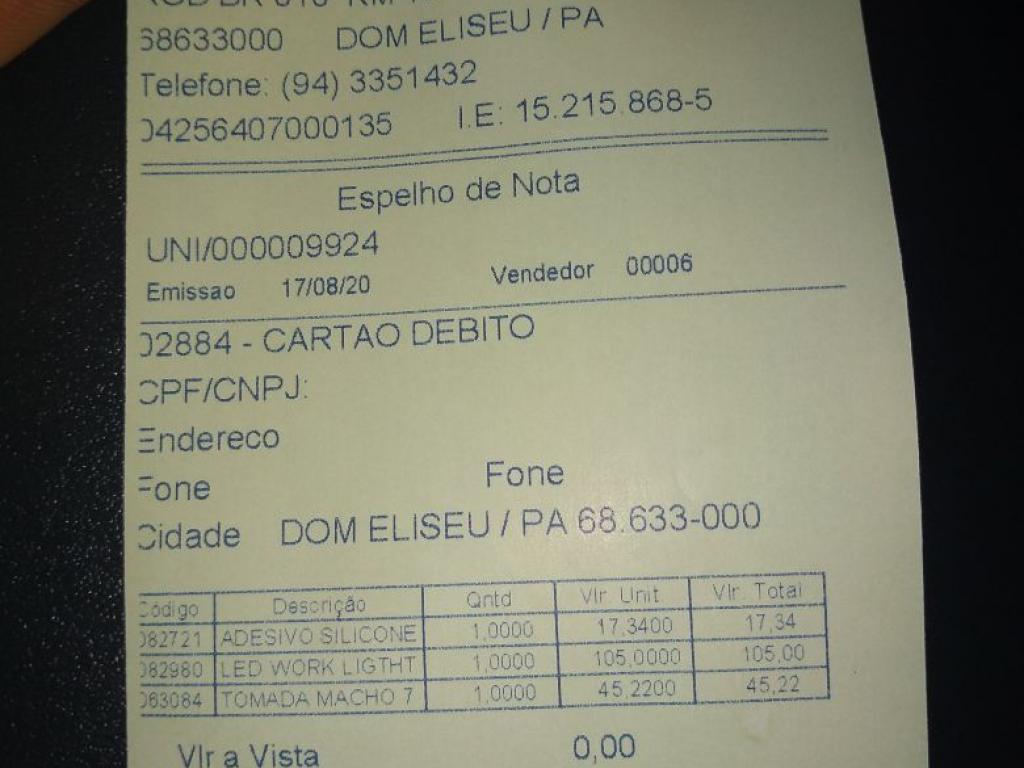 68633000 DOM ELISEU / PA
Telefone: (94) 3351432
04256407000135 I.E: 15.215.868-5
Espelho de Nota
UNI/000009924
Emissao 17/08/20 Vendedor 00006
02884 - CARTAO DEBITO
CPF/CNPJ:
Endereco
Fone Fone
Cidade DOM ELISEU / PA 68.633-000
Código Descrição Qntd Vlr. Unit Vlr. Total
082721 ADESIVO SILICONE 1,0000 17,3400 17,34
082980 LED WORK LIGTHT 1,0000 105,0000 105,00
063084 TOMADA MACHO 7 1,0000 45,2200 45,22
Vlr a Vista 0,00